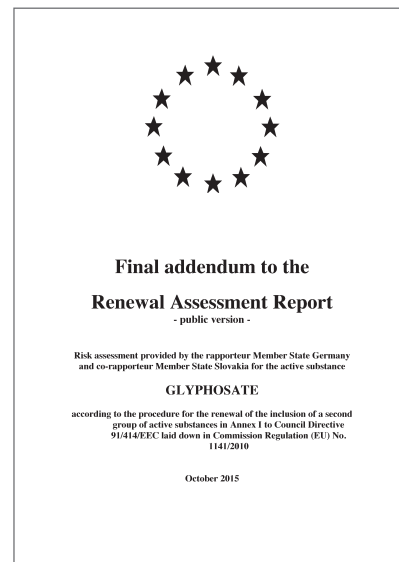 Final addendum to the
Renewal Assessment Report
- public version -
Risk assessment provided by the rapporteur Member State Germany
and co-rapporteur Member State Slovakia for the active substance
GLYPHOSATE
according to the procedure for the renewal of the inclusion of a second
group of active substances in Annex I to Council Directive
91/414/EEC laid down in Commission Regulation (EU) No.
1141/2010
October 2015